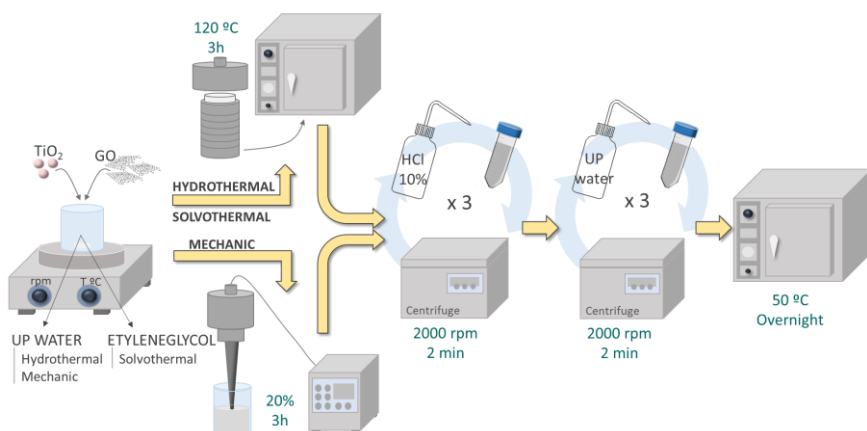 120 ºC
3h
TiO2
GO
HYDROTHERMAL
SOLVOTHERMAL
MECHANIC
rpm
T ºC
UP WATER
Hydrothermal
Mechanic
ETYLENEGLYCOL
Solvothermal
20%
3h
HCl
10%
x 3
Centrifuge
2000 rpm
2 min
UP
water
x 3
Centrifuge
2000 rpm
2 min
50 ºC
Overnight